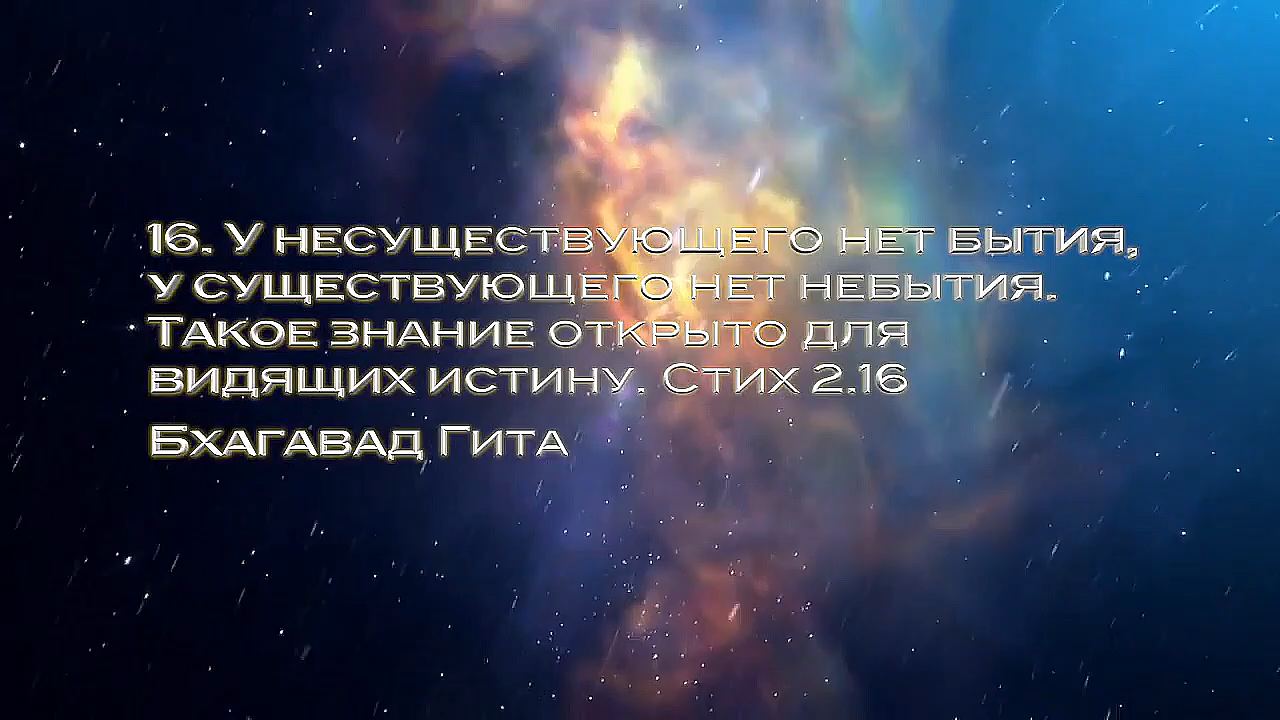 16. У несуществующего нет бытия,
у существующего нет небытия.
Такое знание открыто для
видящих истину. Стих 2.16
Бхагавад Гита